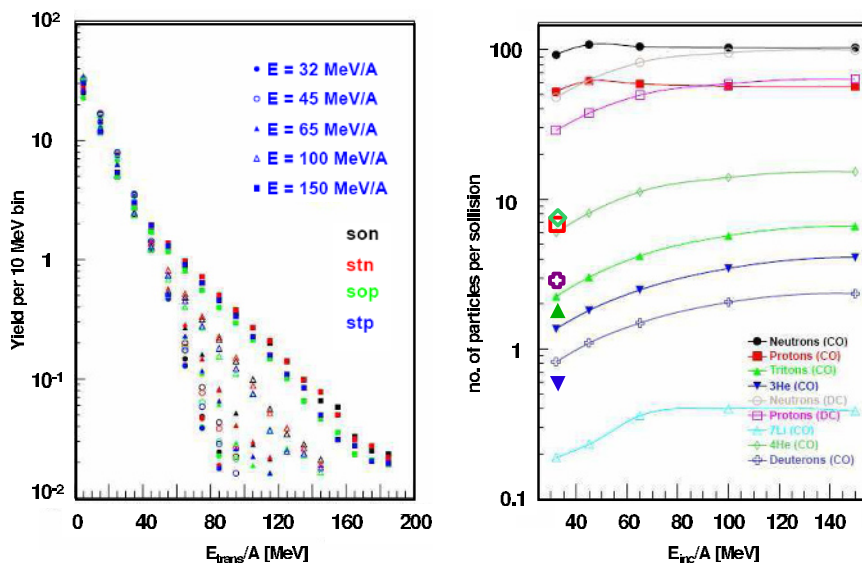 10²
10
1
10⁻¹
10⁻²
Yield per 10 MeV bin
0 40 80 120 160 200
E_trans/A [MeV]
E = 32 MeV/A
E = 45 MeV/A
E = 65 MeV/A
E = 100 MeV/A
E = 150 MeV/A
son
stn
sop
stp
100
10
1
0.1
no. of particles per sollision
40 60 80 100 120 140
E_inc/A [MeV]
Neutrons (CO)
Protons (CO)
Tritons (CO)
3He (CO)
Neutrons (DC)
Protons (DC)
7Li (CO)
4He (CO)
Deuterons (CO)